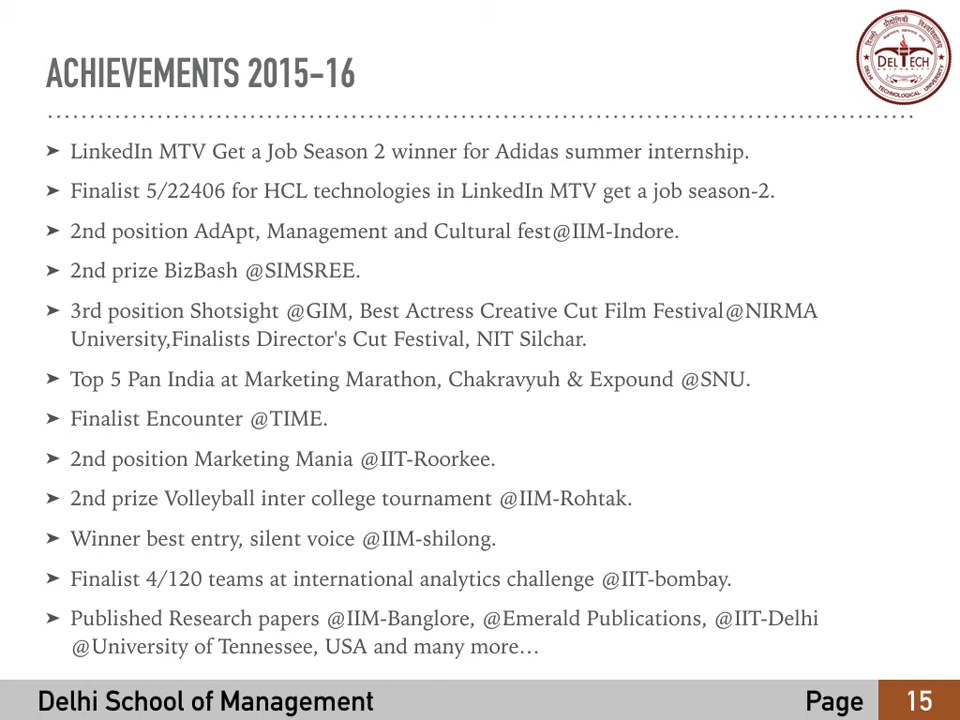 ACHIEVEMENTS 2015-16
DELTECH
UNIVERSITY
दिल्ली प्रौद्योगिकी विश्वविद्यालय
DELHI TECHNOLOGICAL UNIVERSITY
➤ LinkedIn MTV Get a Job Season 2 winner for Adidas summer internship.
➤ Finalist 5/22406 for HCL technologies in LinkedIn MTV get a job season-2.
➤ 2nd position AdApt, Management and Cultural fest@IIM-Indore.
➤ 2nd prize BizBash @SIMSREE.
➤ 3rd position Shotsight @GIM, Best Actress Creative Cut Film Festival@NIRMA
University,Finalists Director's Cut Festival, NIT Silchar.
➤ Top 5 Pan India at Marketing Marathon, Chakravyuh & Expound @SNU.
➤ Finalist Encounter @TIME.
➤ 2nd position Marketing Mania @IIT-Roorkee.
➤ 2nd prize Volleyball inter college tournament @IIM-Rohtak.
➤ Winner best entry, silent voice @IIM-shilong.
➤ Finalist 4/120 teams at international analytics challenge @IIT-bombay.
➤ Published Research papers @IIM-Banglore, @Emerald Publications, @IIT-Delhi
@University of Tennessee, USA and many more…
Delhi School of Management
Page 15